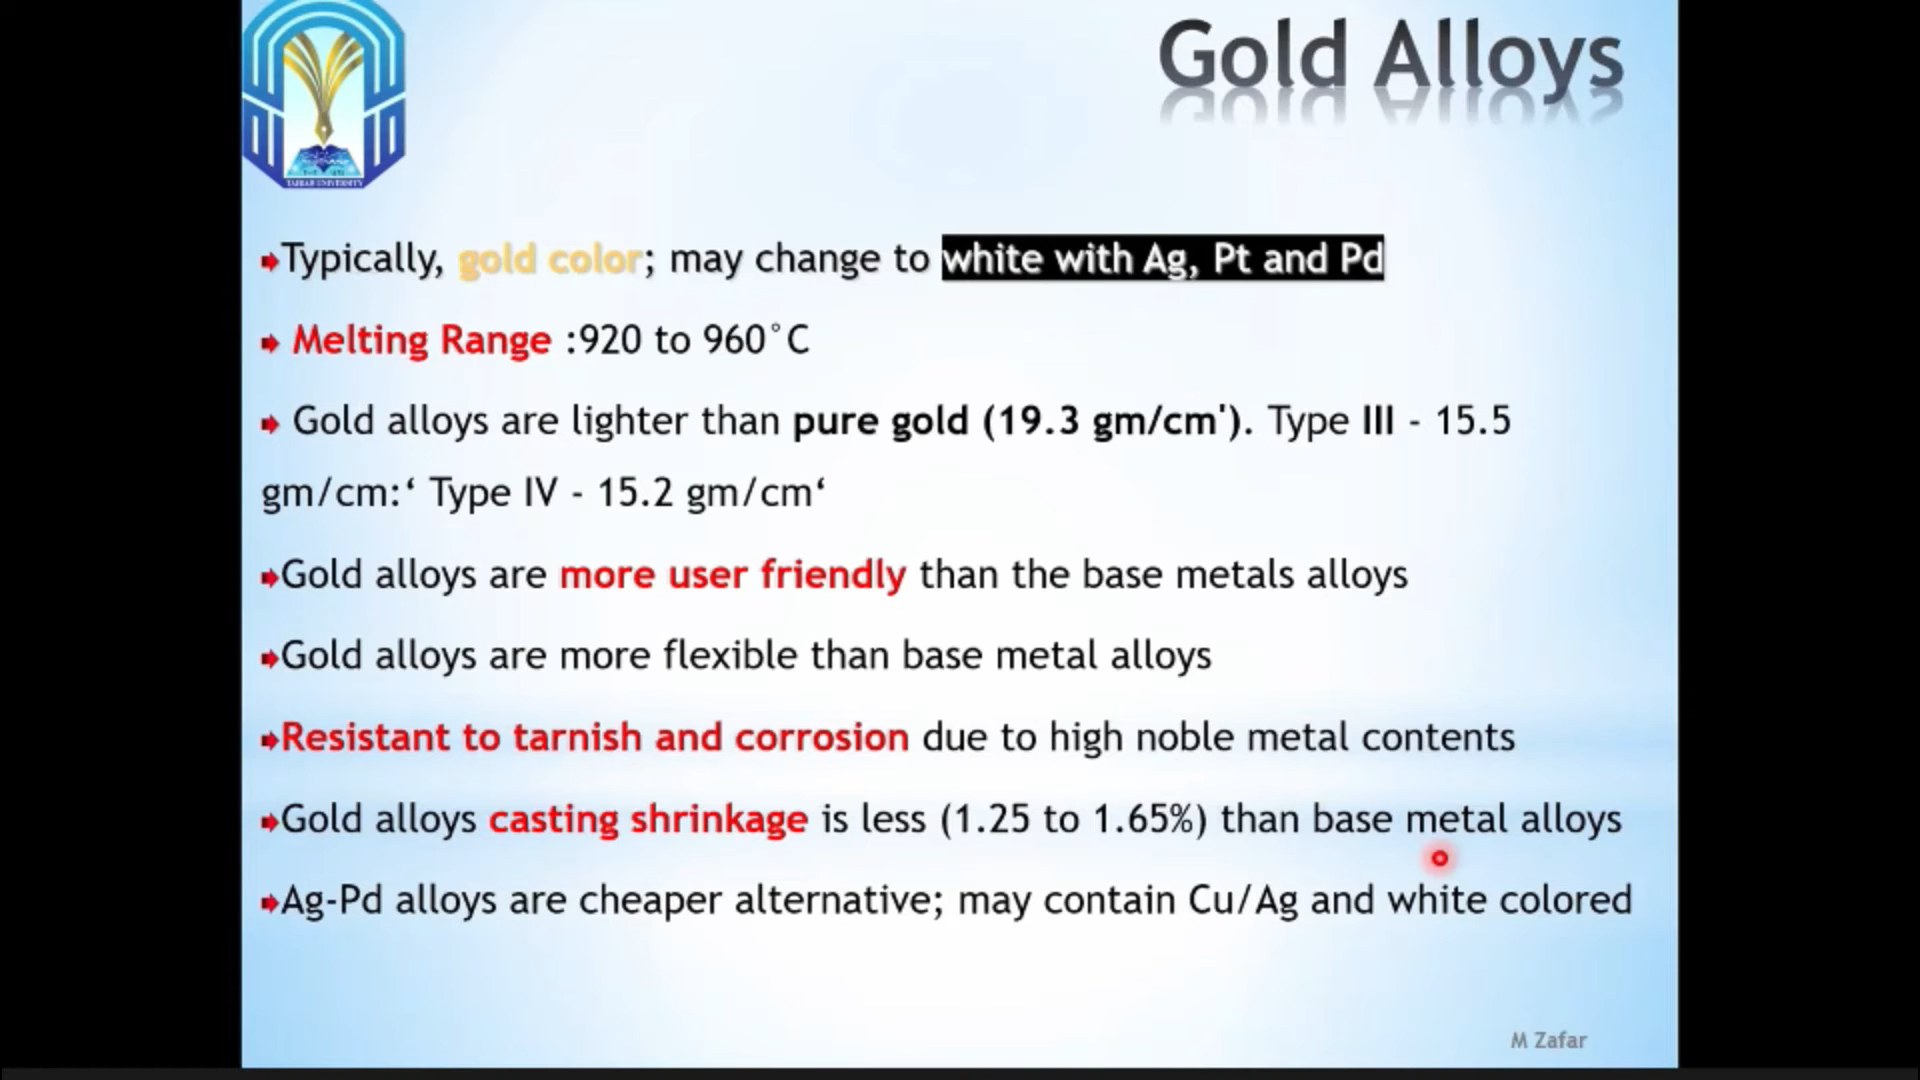 Gold Alloys
TAIBAH UNIVERSITY
Typically, gold color; may change to white with Ag, Pt and Pd
Melting Range :920 to 960°C
Gold alloys are lighter than pure gold (19.3 gm/cm'). Type III - 15.5
gm/cm:‘ Type IV - 15.2 gm/cm‘
Gold alloys are more user friendly than the base metals alloys
Gold alloys are more flexible than base metal alloys
Resistant to tarnish and corrosion due to high noble metal contents
Gold alloys casting shrinkage is less (1.25 to 1.65%) than base metal alloys
Ag-Pd alloys are cheaper alternative; may contain Cu/Ag and white colored
M Zafar